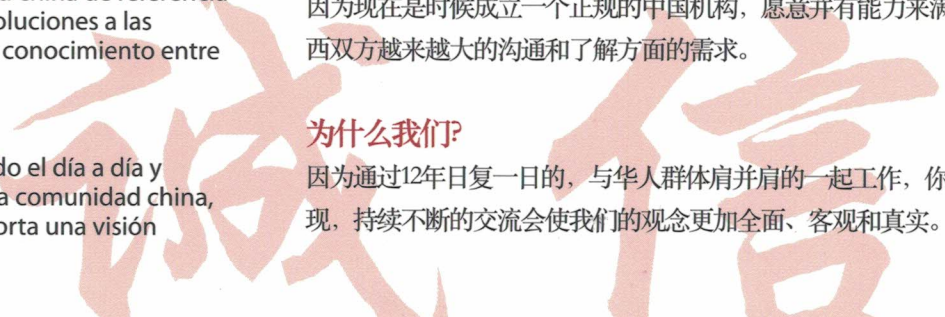 oluciones a las
conocimiento entre
do el día a día y
a comunidad china,
orta una visión
因为现在是时候成立一个正规的中国机构，愿意并有能力来满
西双方越来越大的沟通和了解方面的需求。
为什么我们?
因为通过12年日复一日的，与华人群体肩并肩的一起工作，你
现，持续不断的交流会使我们的观念更加全面、客观和真实。
誠信